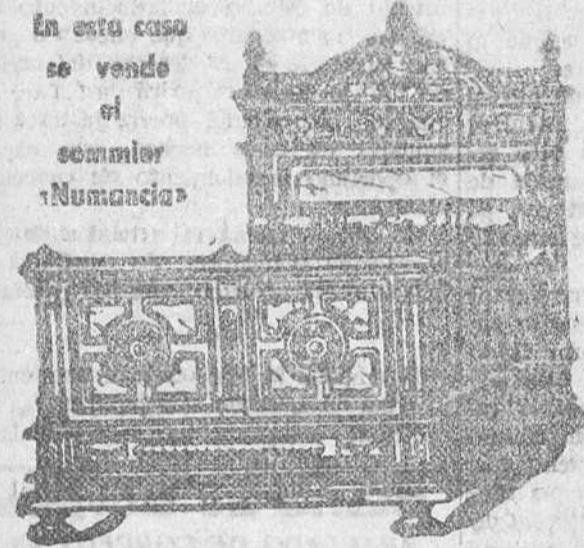 En esta casa
se vende
el
sommier
«Numancia»